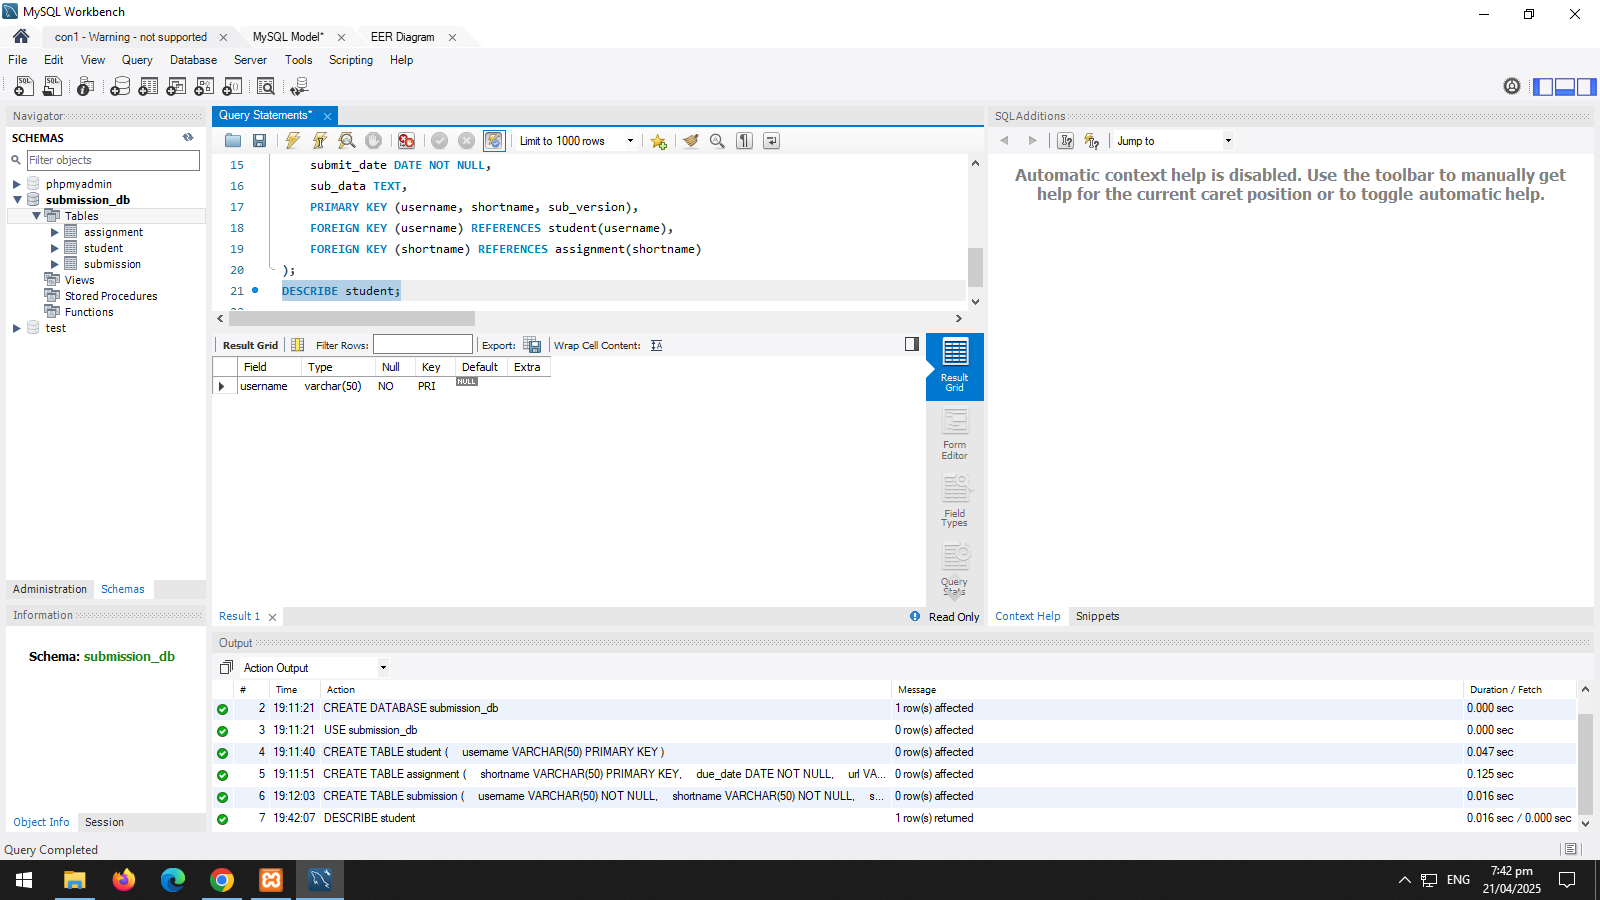 MySQL Workbench
con1 - Warning - not supported
MySQL Model*
EER Diagram
File Edit View Query Database Server Tools Scripting Help
Navigator
SCHEMAS
Filter objects
phpmyadmin
submission_db
Tables
assignment
student
submission
Views
Stored Procedures
Functions
test
Administration Schemas
Information
Schema: submission_db
Object Info Session
Query Statements*
Limit to 1000 rows
15 submit_date DATE NOT NULL,
16 sub_data TEXT,
17 PRIMARY KEY (username, shortname, sub_version),
18 FOREIGN KEY (username) REFERENCES student(username),
19 FOREIGN KEY (shortname) REFERENCES assignment(shortname)
20 );
21 DESCRIBE student;
Result Grid Filter Rows: Export: Wrap Cell Content:
Field Type Null Key Default Extra
username varchar(50) NO PRI NULL
Result Grid
Form Editor
Field Types
Query Stats
Result 1
Read Only
SQLAdditions
Jump to
Automatic context help is disabled. Use the toolbar to manually get
help for the current caret position or to toggle automatic help.
Context Help Snippets
Output
Action Output
# Time Action Message Duration / Fetch
2 19:11:21 CREATE DATABASE submission_db 1 row(s) affected 0.000 sec
3 19:11:21 USE submission_db 0 row(s) affected 0.000 sec
4 19:11:40 CREATE TABLE student ( username VARCHAR(50) PRIMARY KEY ) 0 row(s) affected 0.047 sec
5 19:11:51 CREATE TABLE assignment ( shortname VARCHAR(50) PRIMARY KEY, due_date DATE NOT NULL, url VA... 0 row(s) affected 0.125 sec
6 19:12:03 CREATE TABLE submission ( username VARCHAR(50) NOT NULL, shortname VARCHAR(50) NOT NULL, s... 0 row(s) affected 0.016 sec
7 19:42:07 DESCRIBE student 1 row(s) returned 0.016 sec / 0.000 sec
Query Completed
ENG
7:42 pm
21/04/2025